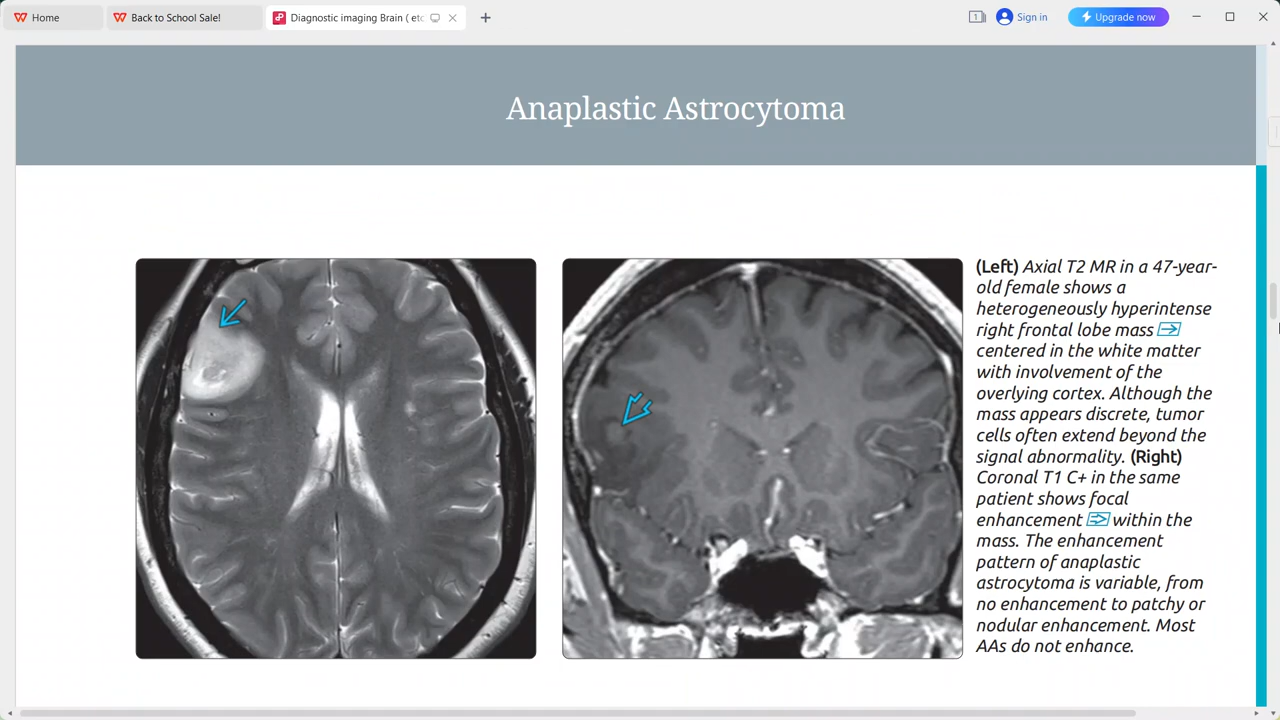 Home
Back to School Sale!
Diagnostic imaging Brain ( etc
1
Sign in
Upgrade now
Anaplastic Astrocytoma
(Left) Axial T2 MR in a 47-year-
old female shows a
heterogeneously hyperintense
right frontal lobe mass
centered in the white matter
with involvement of the
overlying cortex. Although the
mass appears discrete, tumor
cells often extend beyond the
signal abnormality. (Right)
Coronal T1 C+ in the same
patient shows focal
enhancement within the
mass. The enhancement
pattern of anaplastic
astrocytoma is variable, from
no enhancement to patchy or
nodular enhancement. Most
AAs do not enhance.